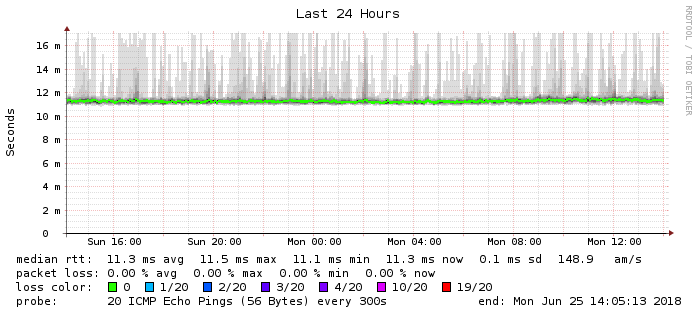 Last 24 Hours
RRDTOOL / TOBI OETIKER
Seconds
16 m
14 m
12 m
10 m
8 m
6 m
4 m
2 m
0
Sun 16:00 Sun 20:00 Mon 00:00 Mon 04:00 Mon 08:00 Mon 12:00
median rtt: 11.3 ms avg 11.5 ms max 11.1 ms min 11.3 ms now 0.1 ms sd 148.9 am/s
packet loss: 0.00 % avg 0.00 % max 0.00 % min 0.00 % now
loss color: 0 1/20 2/20 3/20 4/20 10/20 19/20
probe: 20 ICMP Echo Pings (56 Bytes) every 300s end: Mon Jun 25 14:05:13 2018